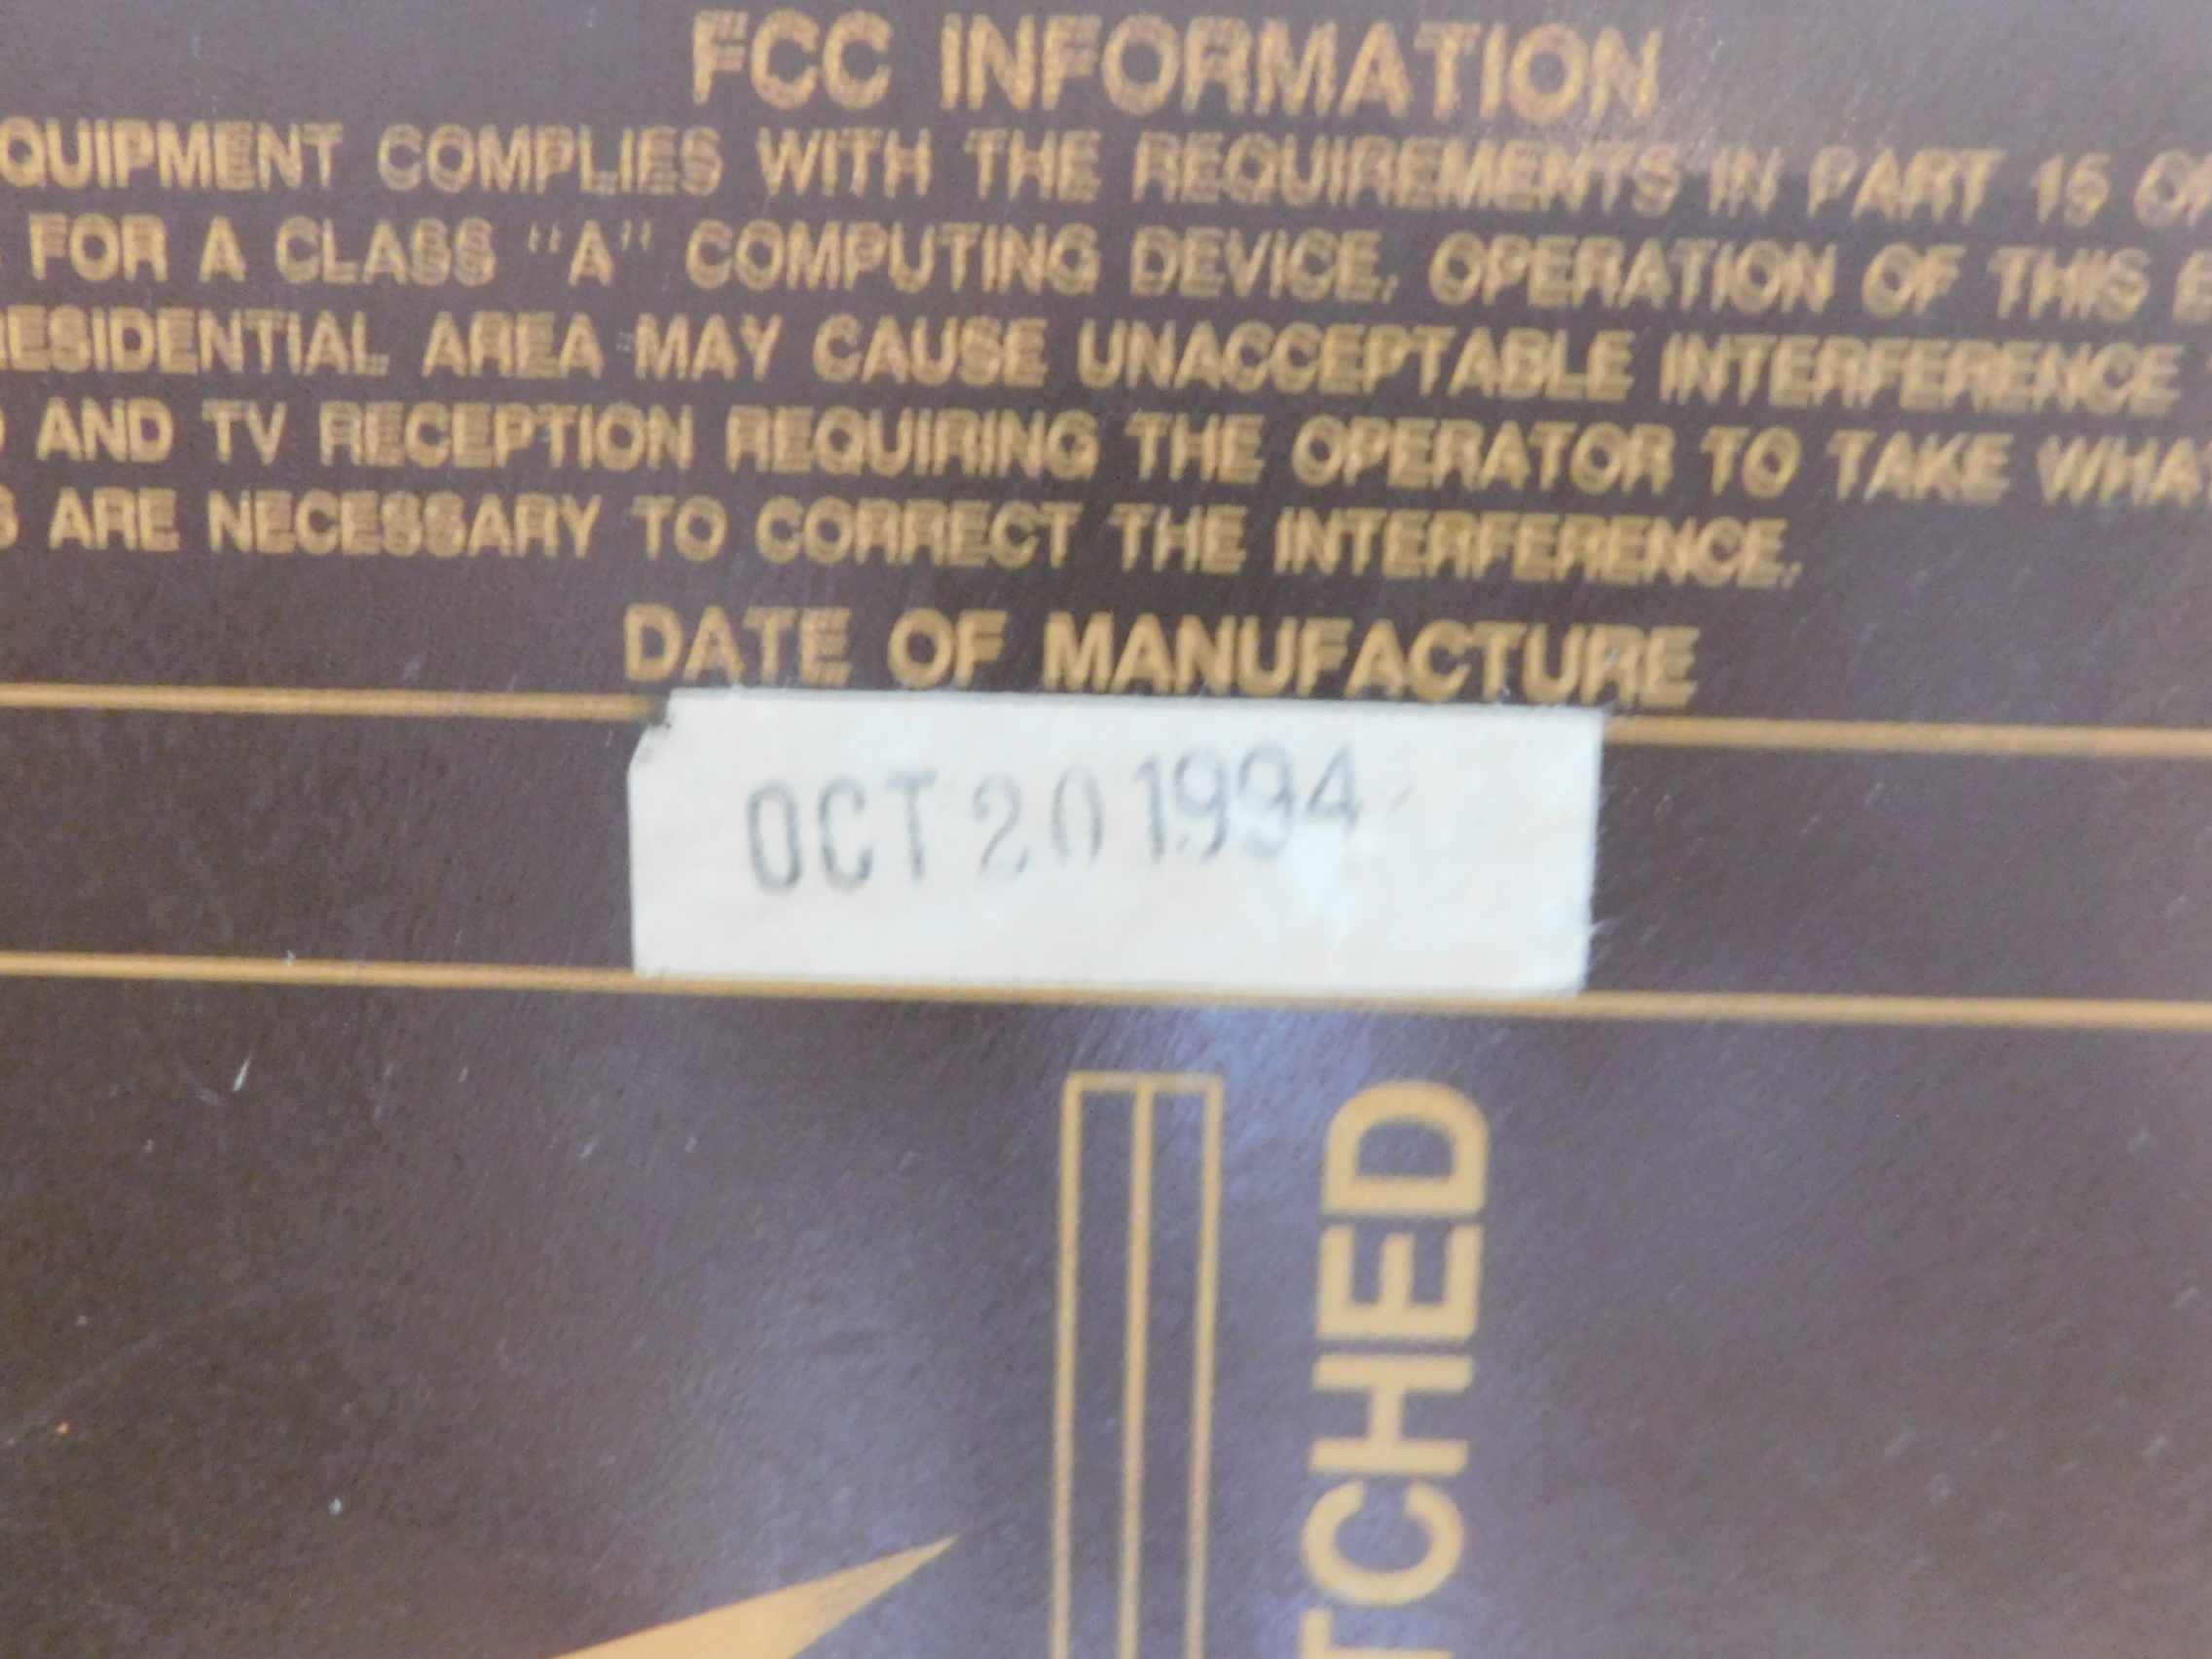 FCC INFORMATION
QUIPMENT COMPLIES WITH THE REQUIREMENTS IN PART 15 OF
FOR A CLASS "A" COMPUTING DEVICE. OPERATION OF THIS E
RESIDENTIAL AREA MAY CAUSE UNACCEPTABLE INTERFERENCE
AND TV RECEPTION REQUIRING THE OPERATOR TO TAKE WHAT
S ARE NECESSARY TO CORRECT THE INTERFERENCE.
DATE OF MANUFACTURE
OCT 20 1994
TCHED